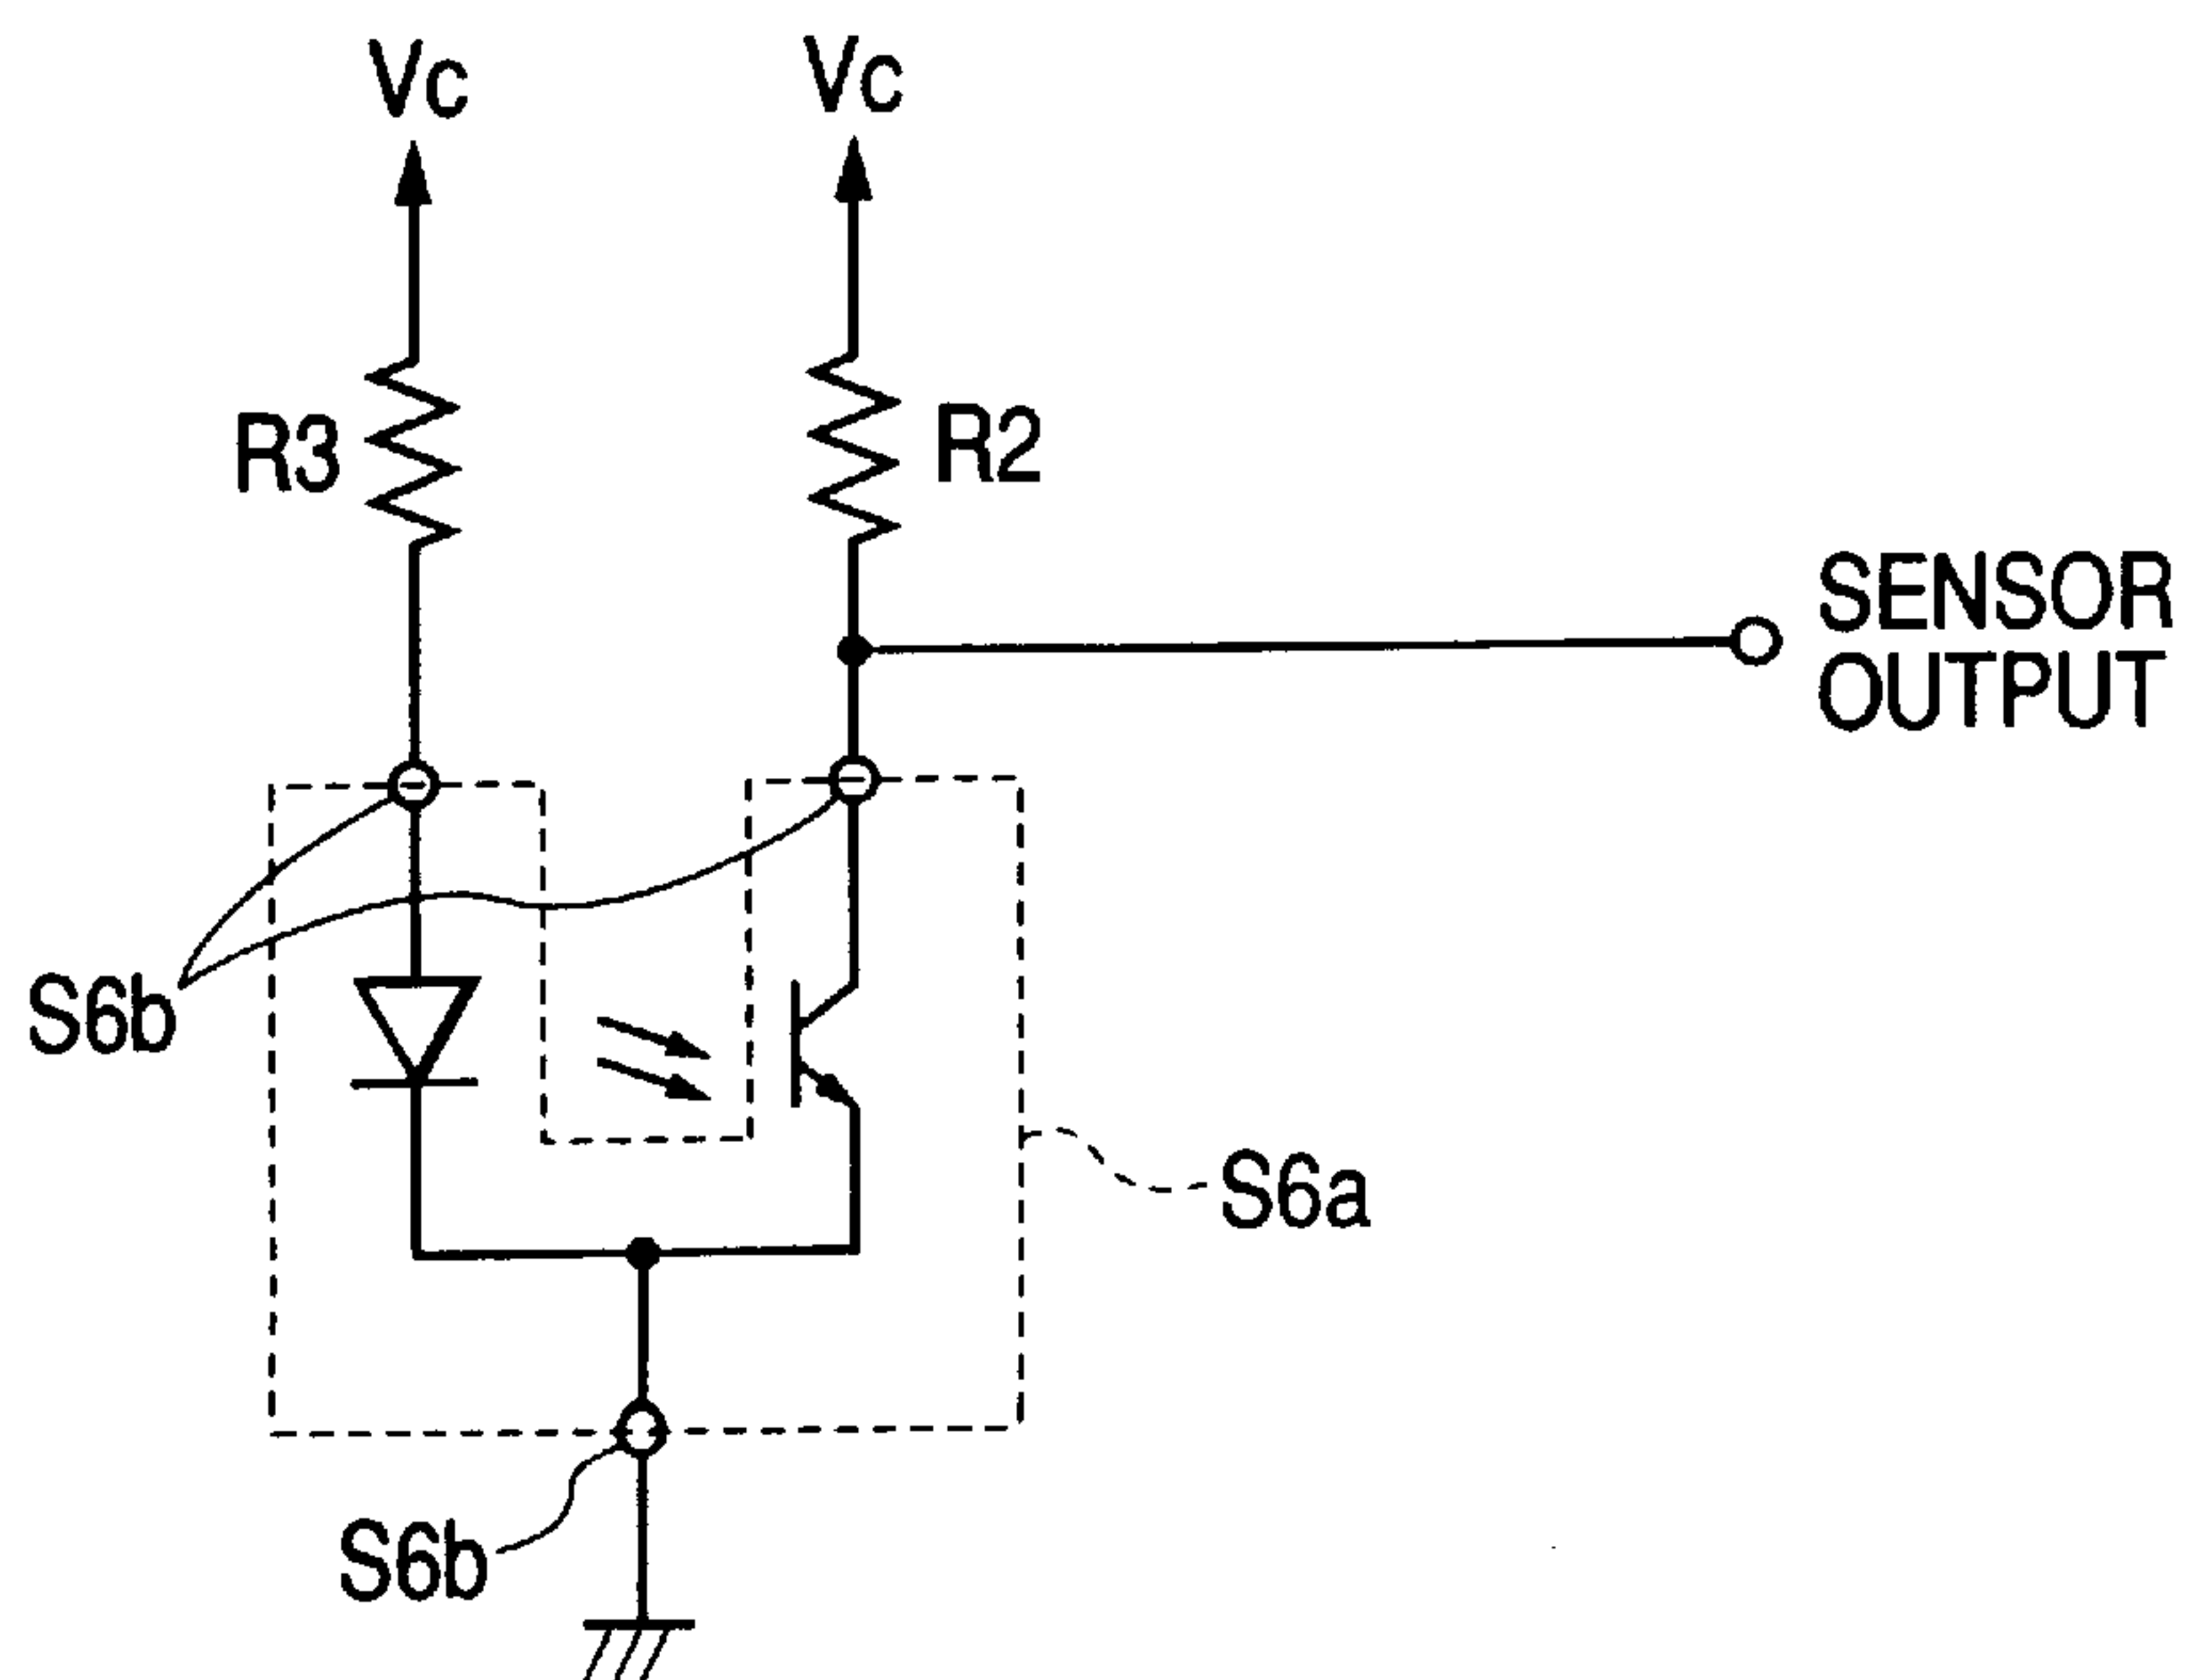 Vc
Vc
R3
R2
SENSOR
OUTPUT
S6b
S6a
S6b